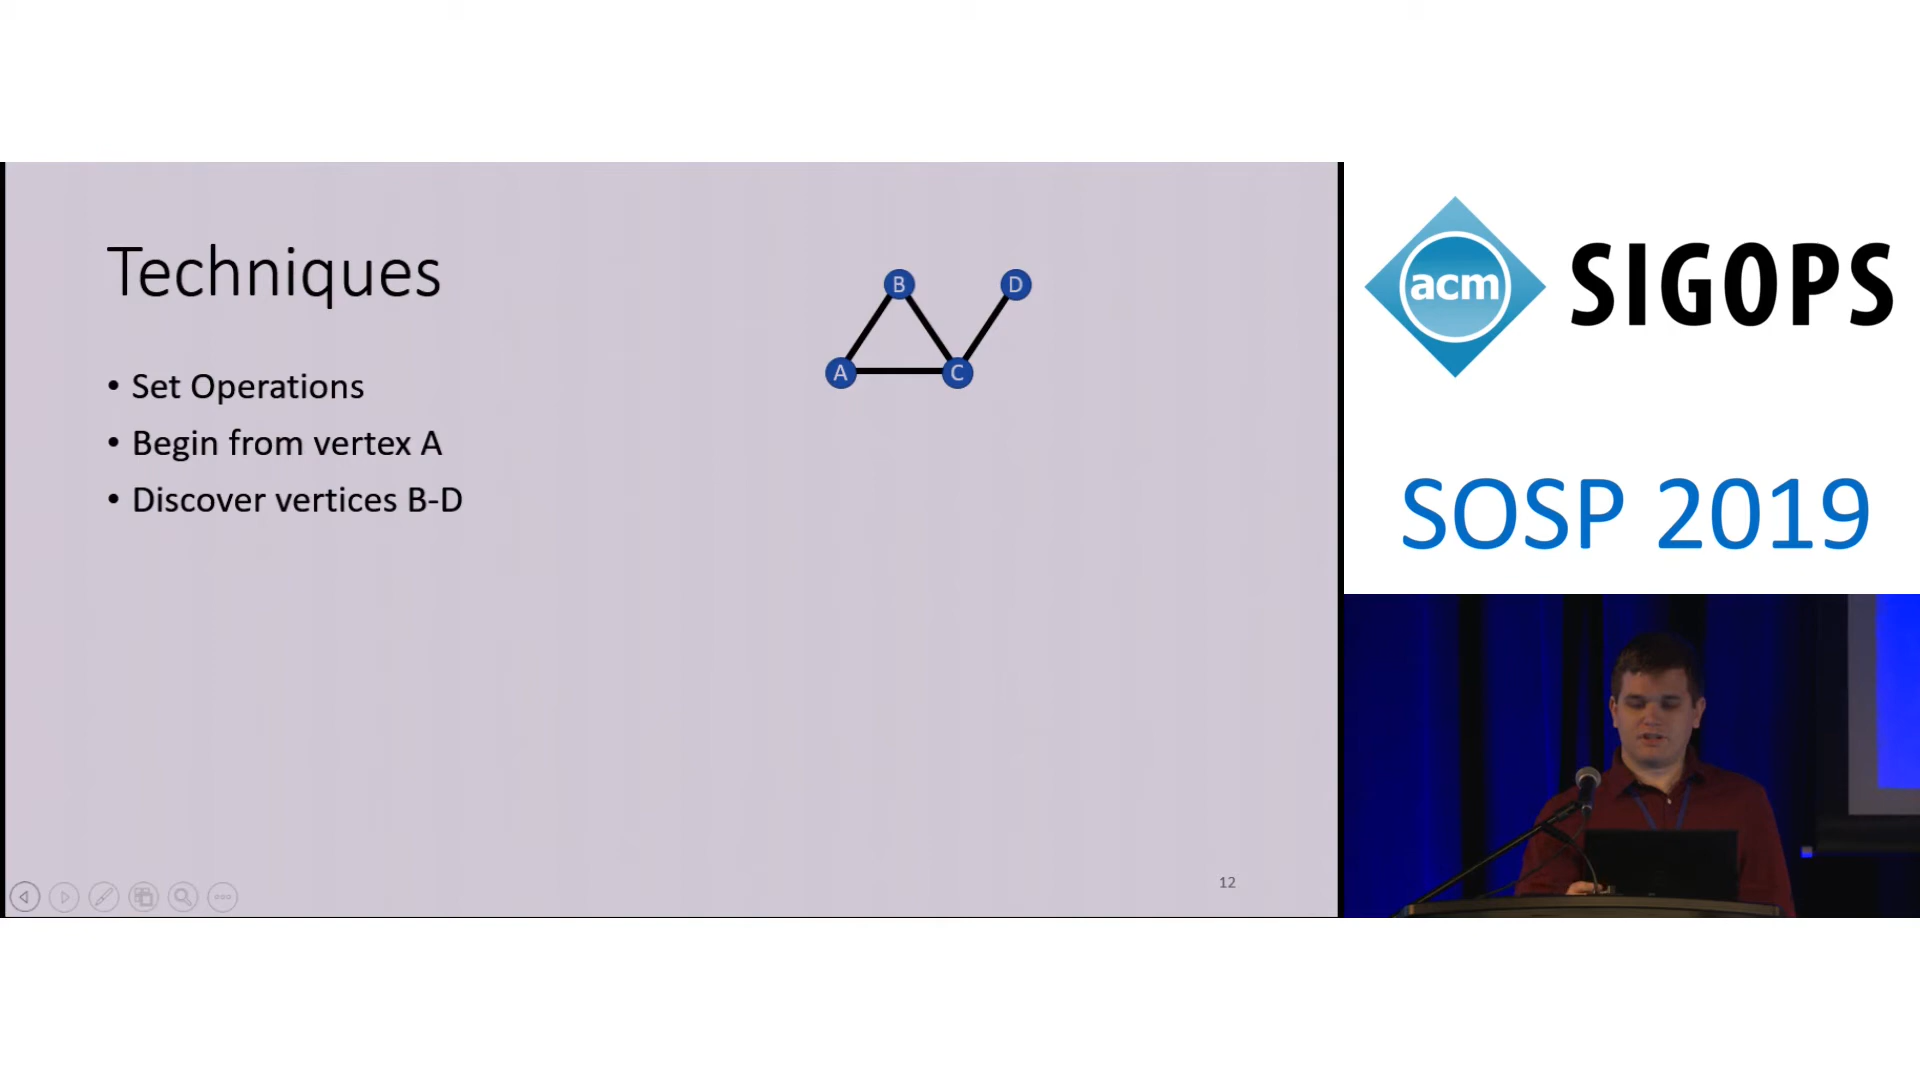 Techniques
• Set Operations
• Begin from vertex A
• Discover vertices B-D
B
D
A
C
12
acm
SIGOPS
SOSP 2019